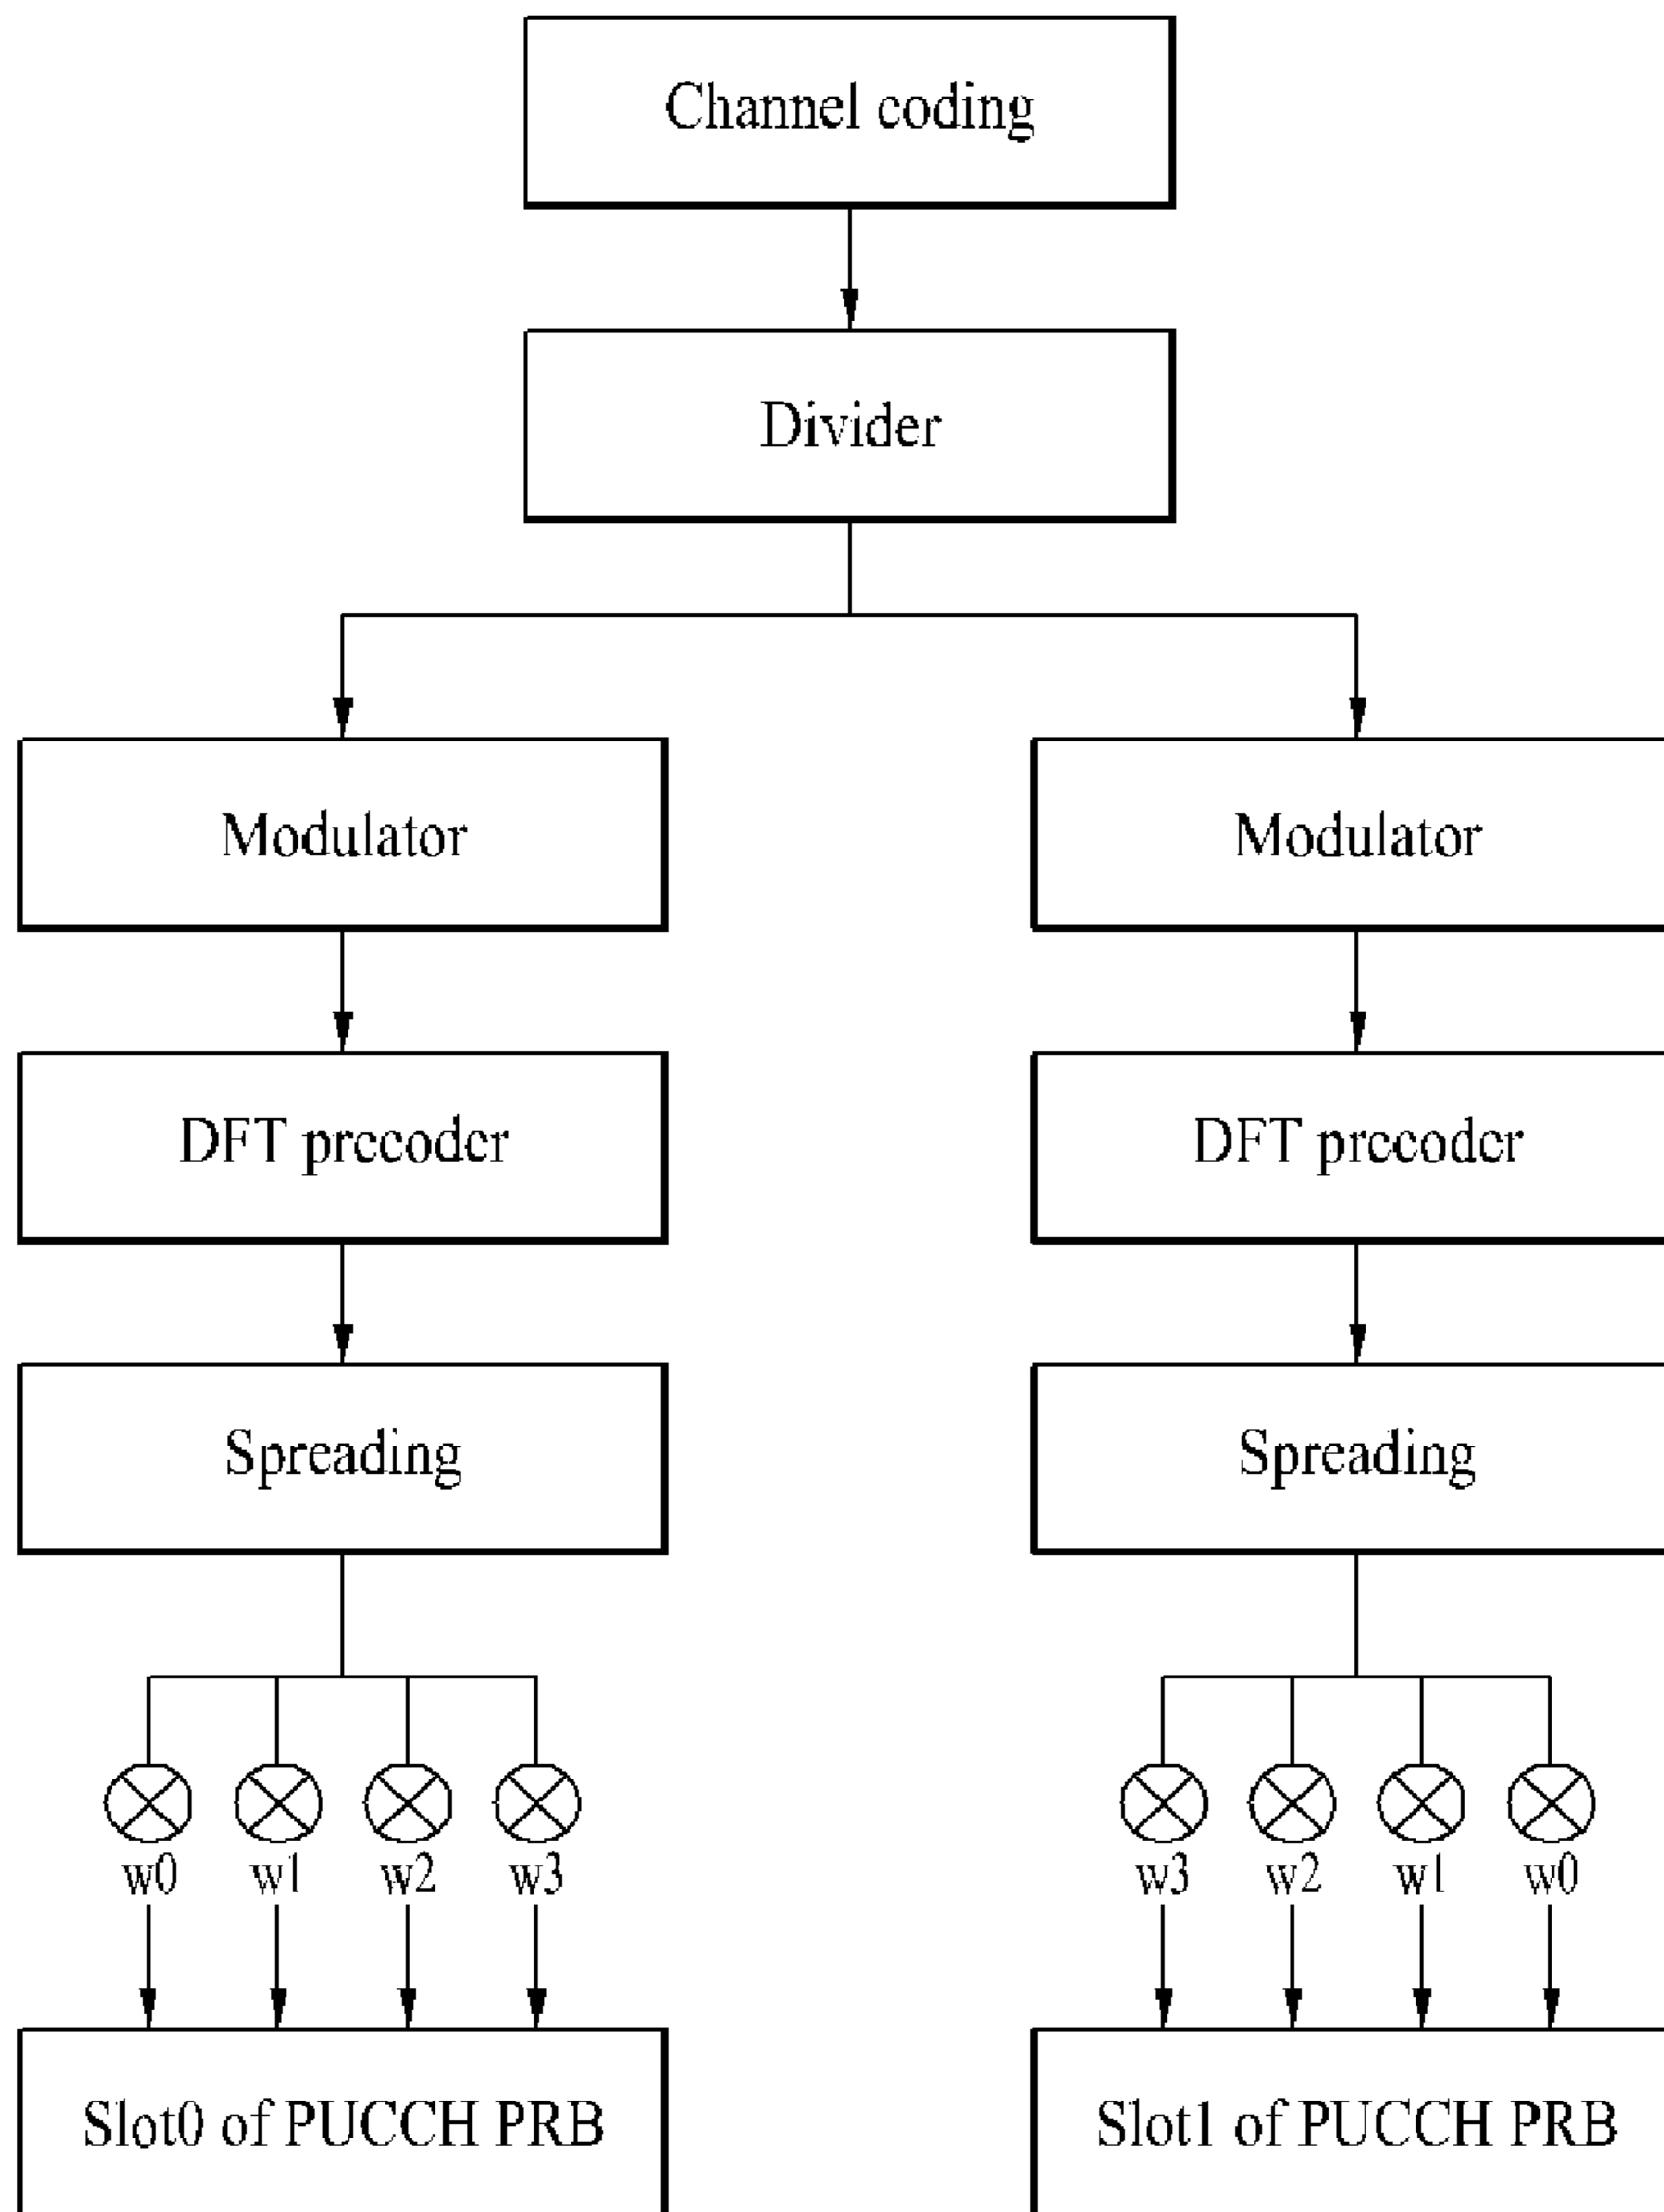 Channel coding
Divider
Modulator
Modulator
DFT precoder
DFT precoder
Spreading
Spreading
w0 w1 w2 w3
w3 w2 w1 w0
Slot0 of PUCCH PRB
Slot1 of PUCCH PRB